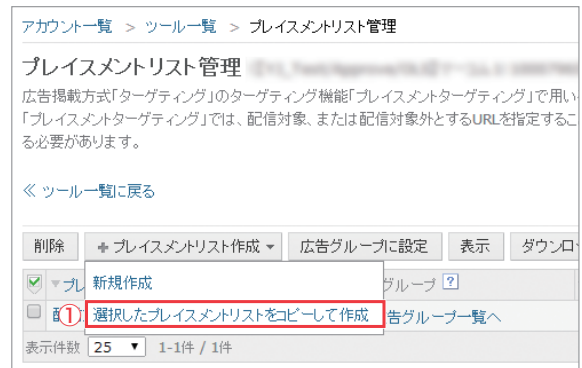 アカウント一覧 > ツール一覧 > プレイスメントリスト管理
プレイスメントリスト管理
広告掲載方式「ターゲティング」のターゲティング機能「プレイスメントターゲティング」で用い
「プレイスメントターゲティング」では、配信対象、または配信対象外とするURLを指定するこ
る必要があります。
≪ ツール一覧に戻る
削除 +プレイスメントリスト作成 ▼ 広告グループに設定 表示 ダウンロ
▼プレ 新規作成 グループ ?
① 選択したプレイスメントリストをコピーして作成 告グループ一覧へ
表示件数 25 ▼ 1-1件 / 1件